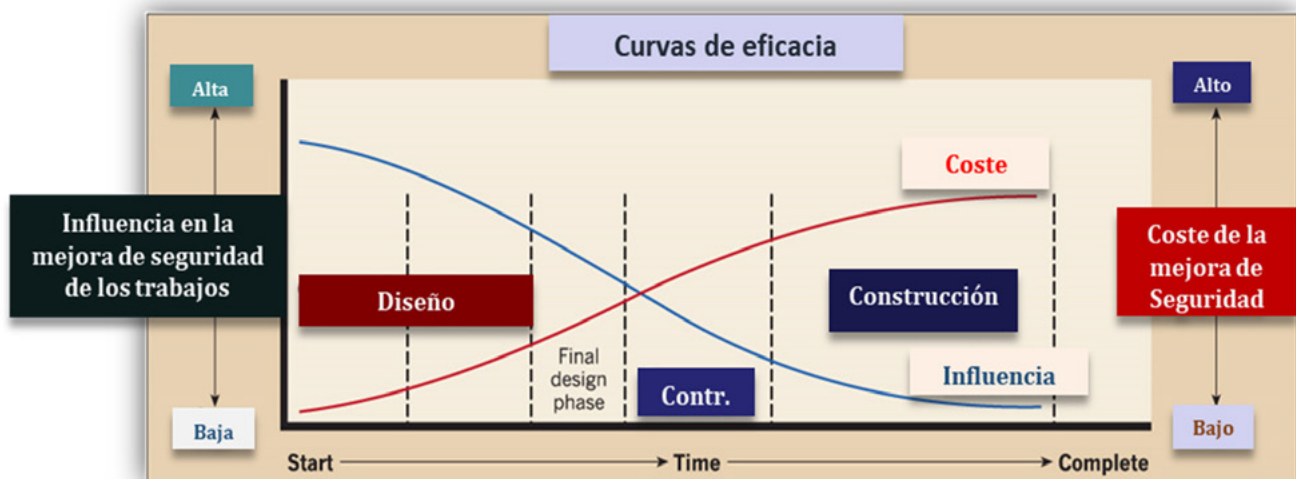 Curvas de eficacia
Alta
Alto
Coste
Influencia en la
mejora de seguridad
de los trabajos
Coste de la
mejora de
Seguridad
Diseño
Construcción
Final
design
phase
Contr.
Influencia
Baja
Bajo
Start
Time
Complete